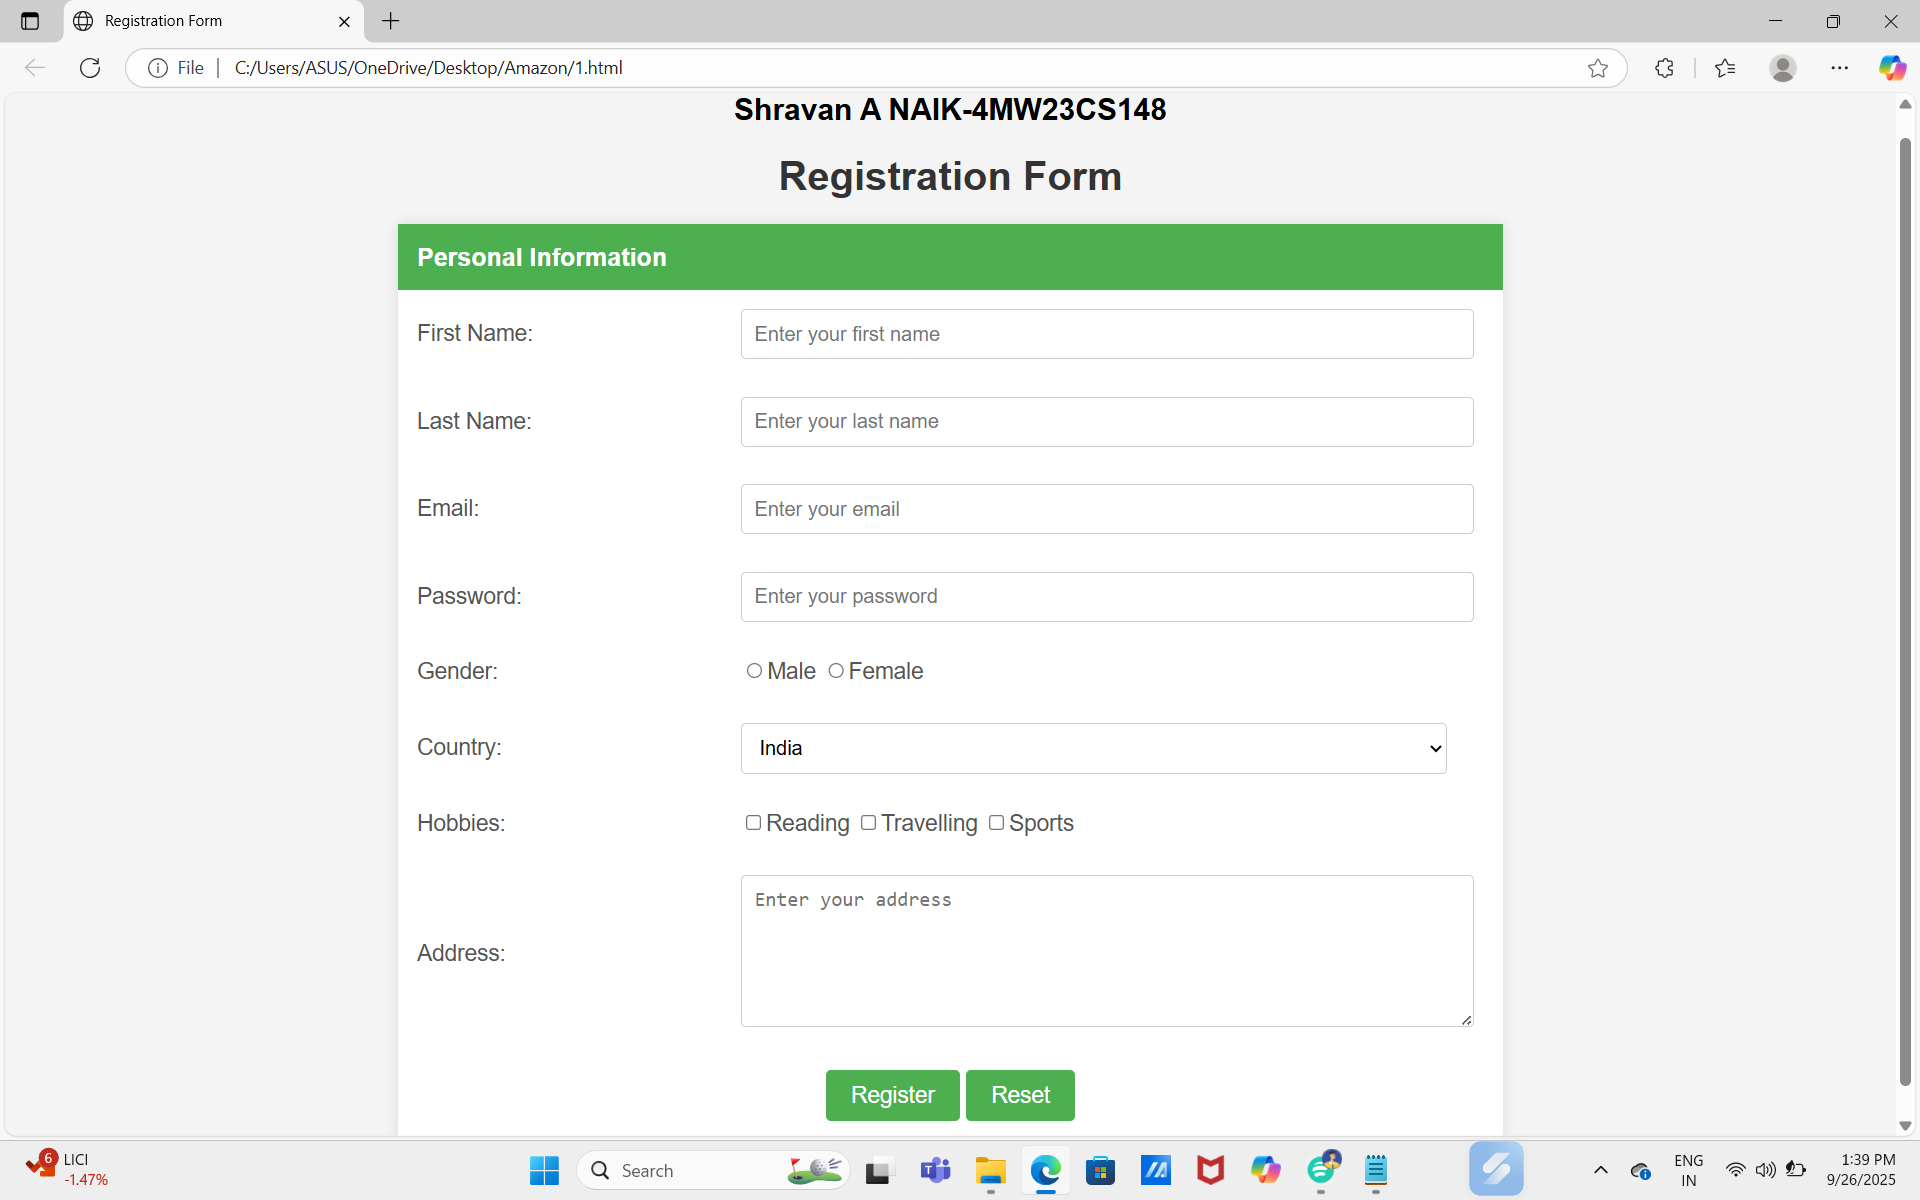 Registration Form
File
C:/Users/ASUS/OneDrive/Desktop/Amazon/1.html
Shravan A NAIK-4MW23CS148
Registration Form
Personal Information
First Name:
Enter your first name
Last Name:
Enter your last name
Email:
Enter your email
Password:
Enter your password
Gender:
Male Female
Country:
India
Hobbies:
Reading Travelling Sports
Address:
Enter your address
Register Reset
6
LICI
-1.47%
Search
ENG
IN
1:39 PM
9/26/2025